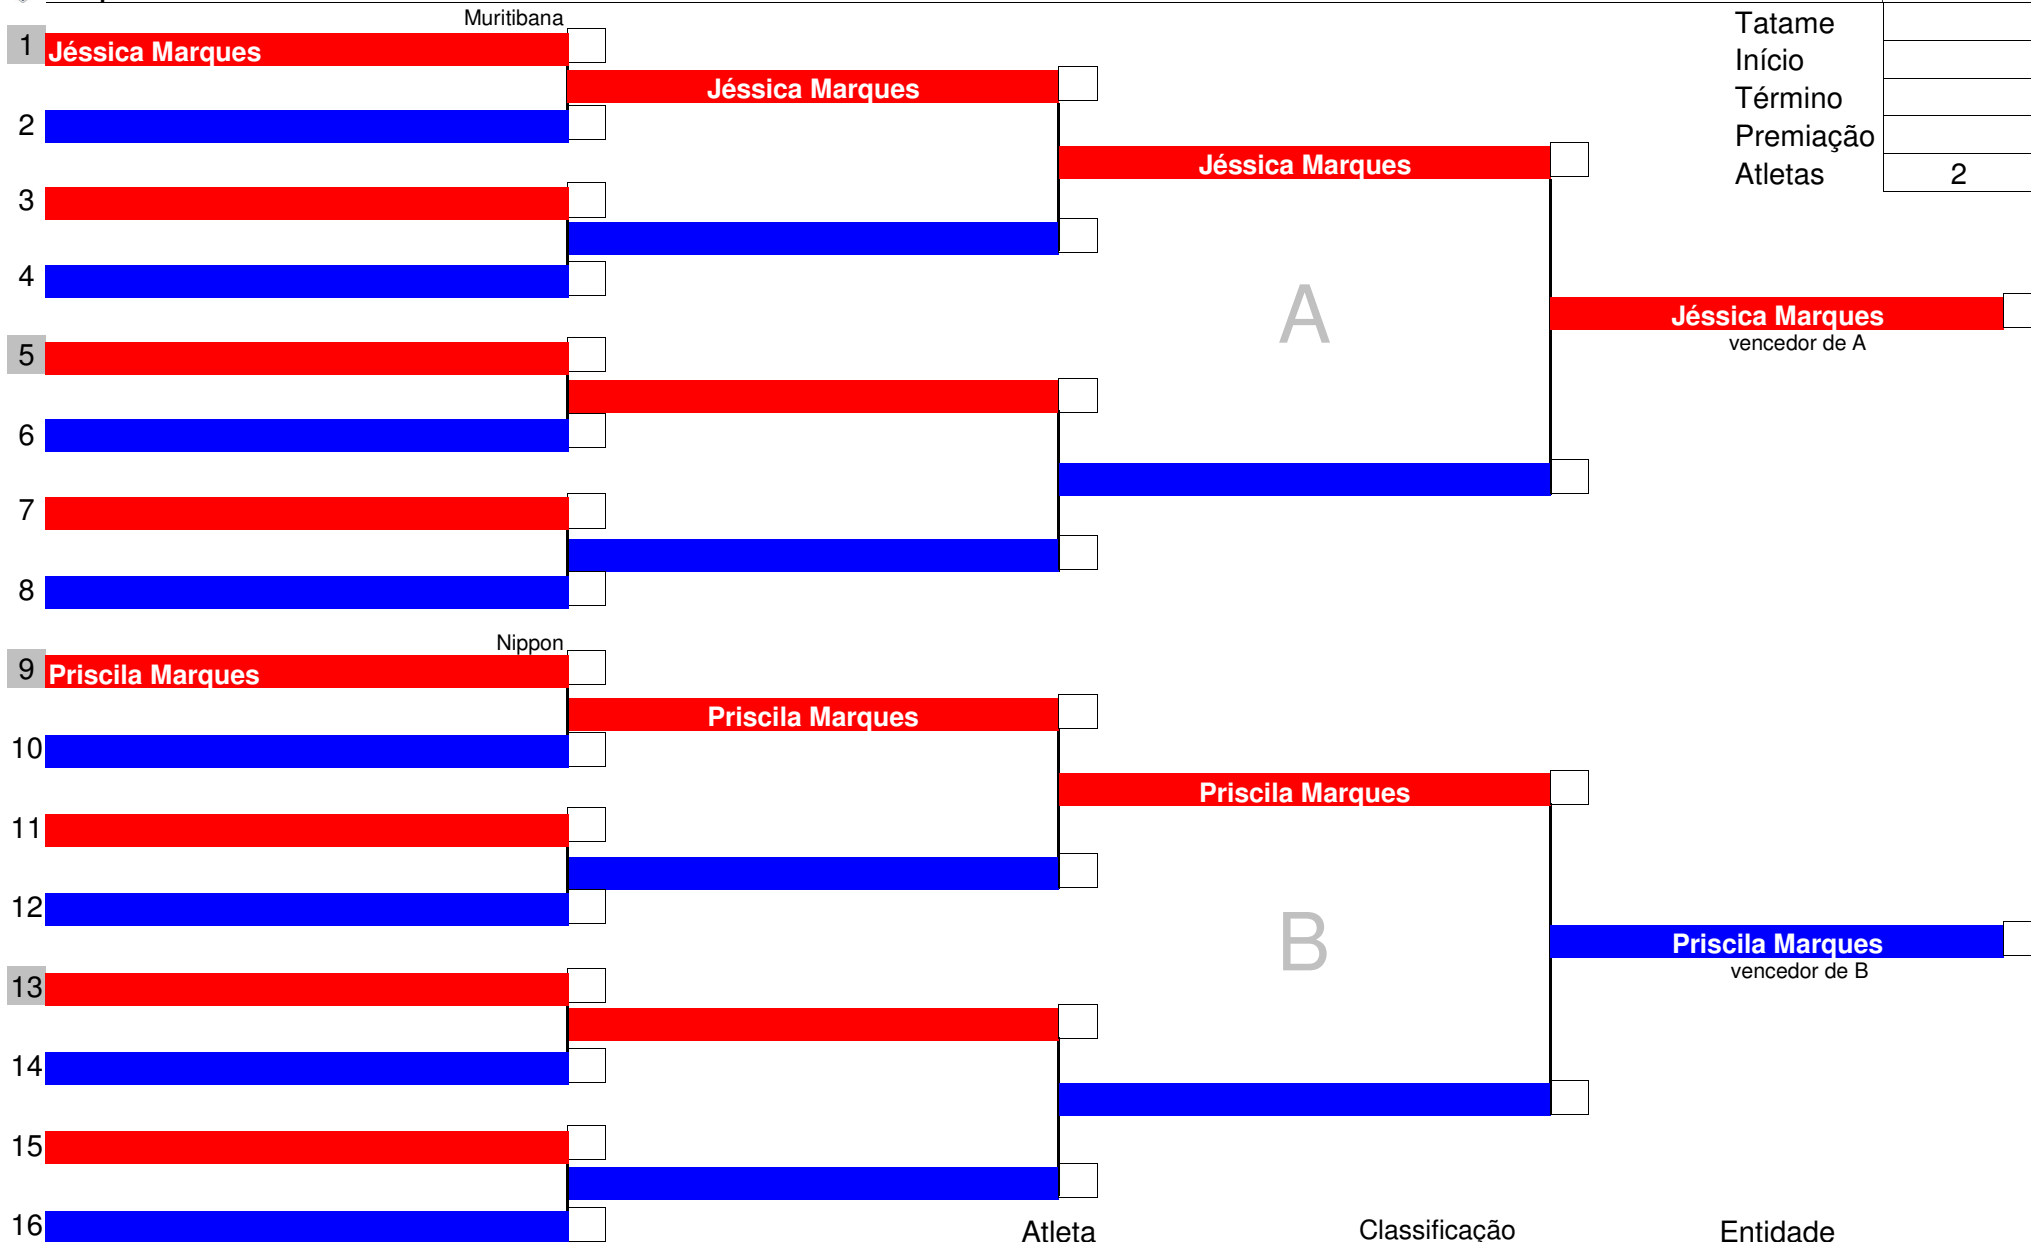 Muritibana
1 Jéssica Marques
Jéssica Marques
2
Jéssica Marques
3
4
Jéssica Marques
vencedor de A
A
5
6
7
8
Nippon
9 Priscila Marques
Priscila Marques
10
Priscila Marques
11
12
B
Priscila Marques
vencedor de B
13
14
15
16
Tatame
Início
Término
Premiação
Atletas 2
Atleta Classificação Entidade